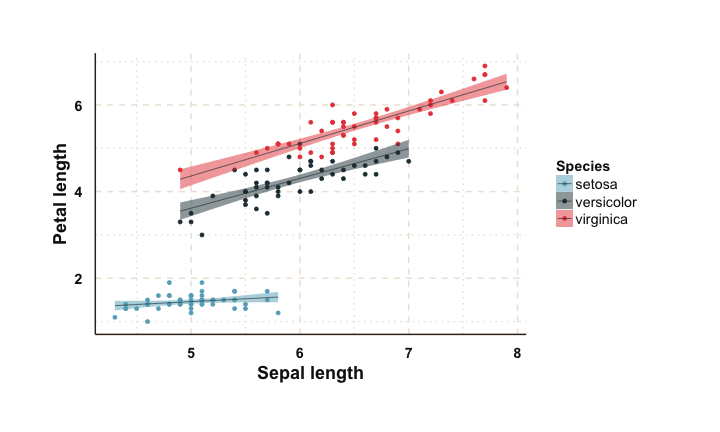 Petal length
6
4
2
5 6 7 8
Sepal length
Species
setosa
versicolor
virginica